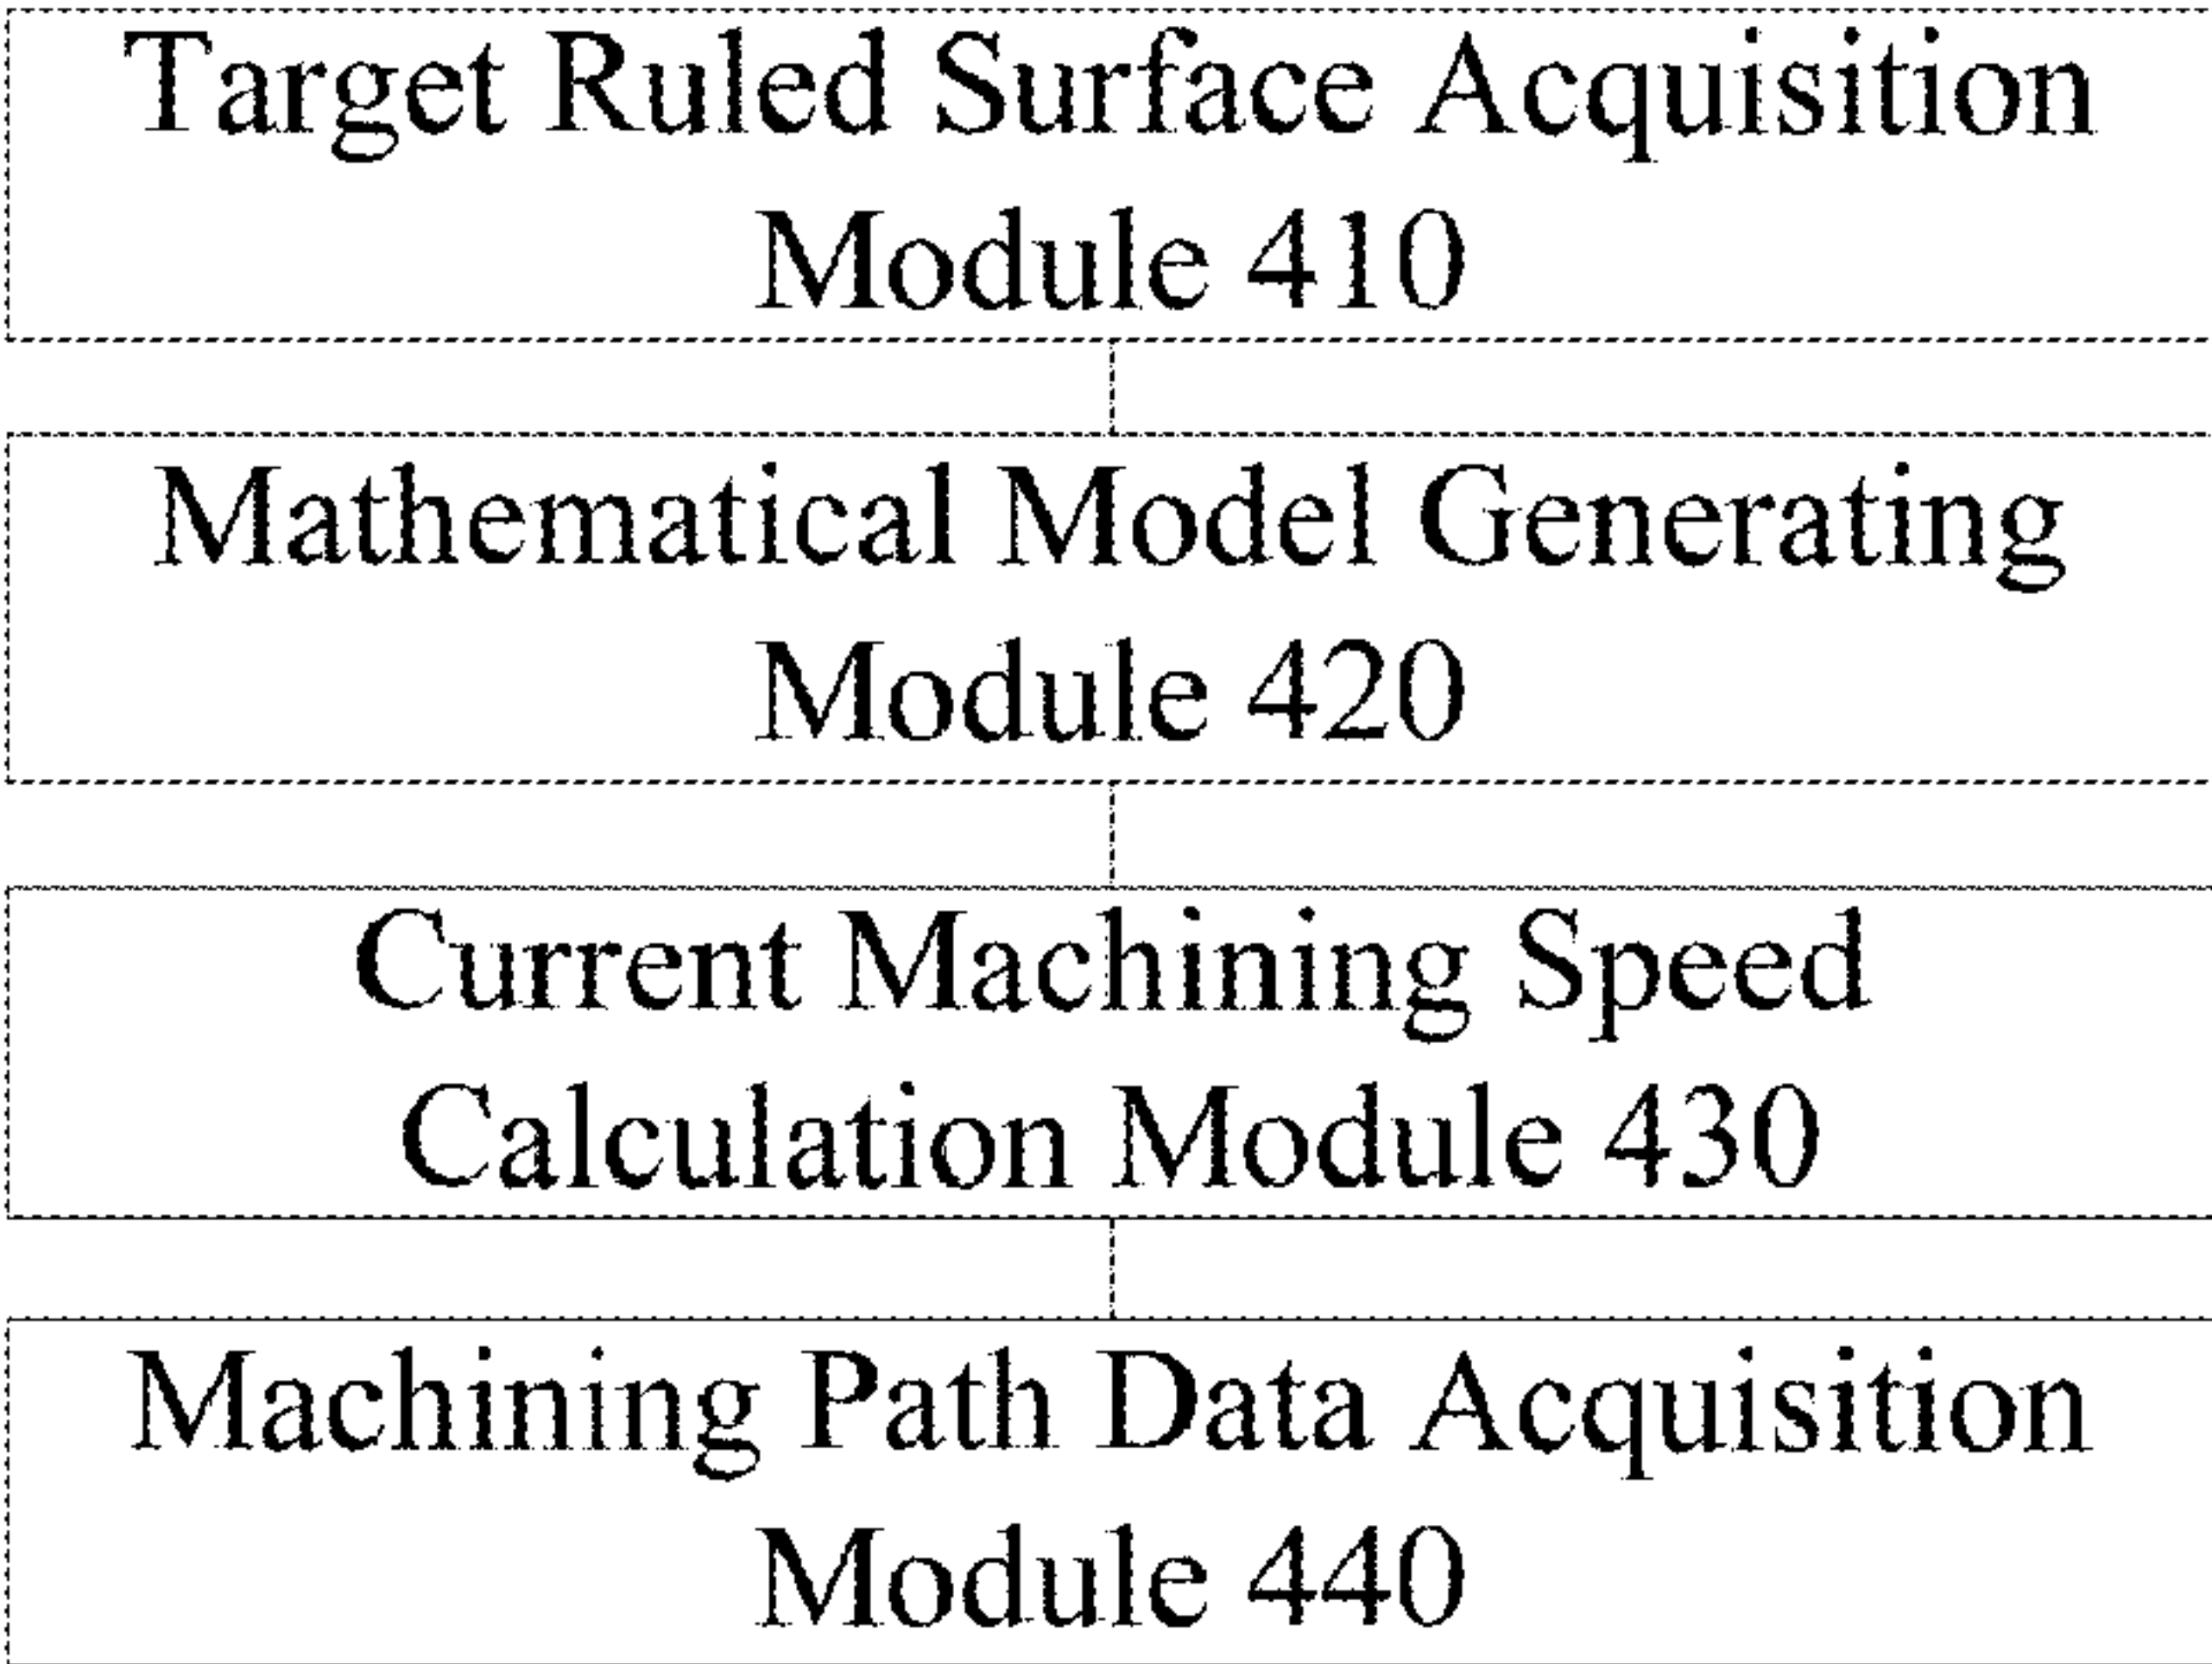 Target Ruled Surface Acquisition
Module 410
Mathematical Model Generating
Module 420
Current Machining Speed
Calculation Module 430
Machining Path Data Acquisition
Module 440